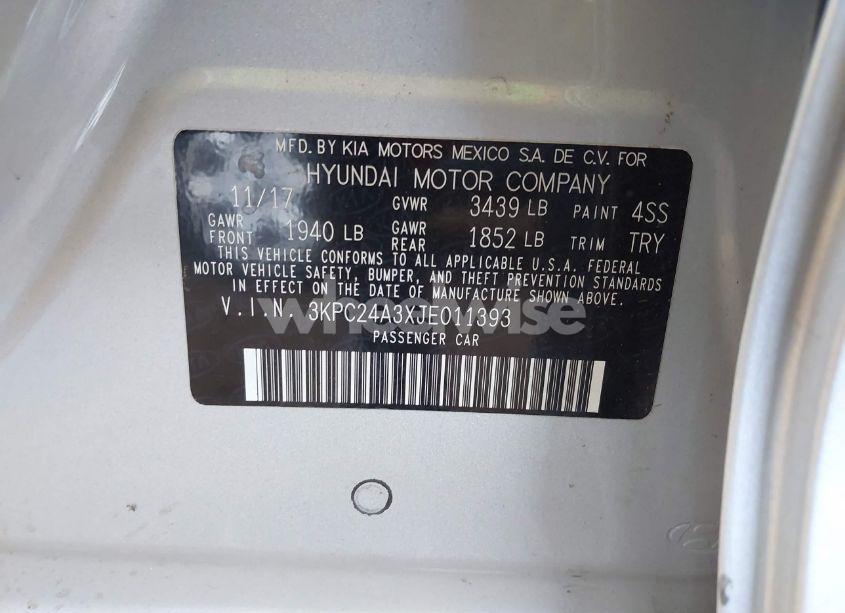 MFD. BY KIA MOTORS MEXICO S.A. DE C.V. FOR
HYUNDAI MOTOR COMPANY
11/17 GVWR 3439 LB PAINT 4SS
GAWR FRONT 1940 LB GAWR REAR 1852 LB TRIM TRY
THIS VEHICLE CONFORMS TO ALL APPLICABLE U.S.A. FEDERAL
MOTOR VEHICLE SAFETY, BUMPER, AND THEFT PREVENTION STANDARDS
IN EFFECT ON THE DATE OF MANUFACTURE SHOWN ABOVE.
V.I.N. 3KPC24A3XJE011393
wheelwise
PASSENGER CAR